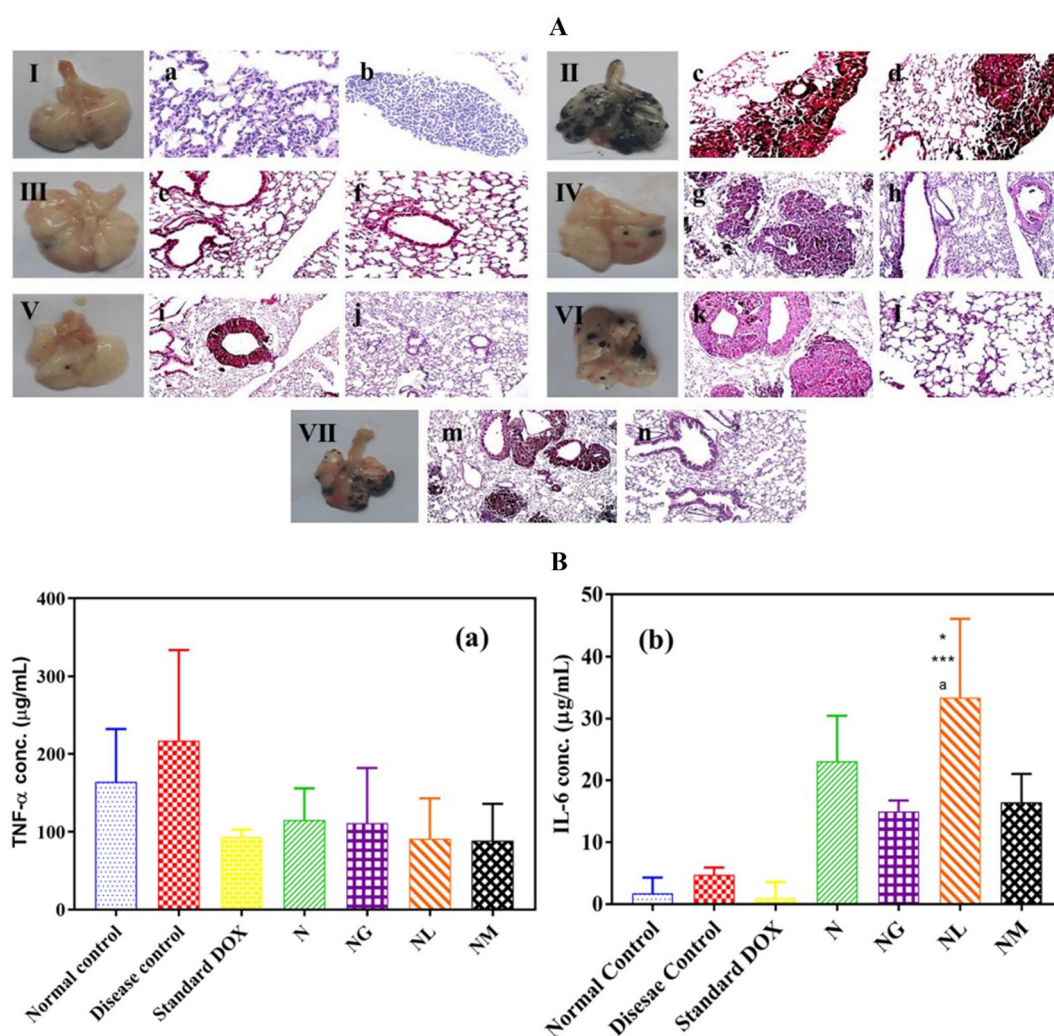 A
I a b II c d
III e f IV g h
V i j VI k l
VII m n
B
400
300
200
100
0
TNF-α conc. (μg/mL)
(a)
Normal control
Disease control
Standard DOX
N
NG
NL
NM
50
40
30
20
10
0
IL-6 conc. (μg/mL)
(b)
*
***
a
Normal Control
Disesae Control
Standard DOX
N
NG
NL
NM